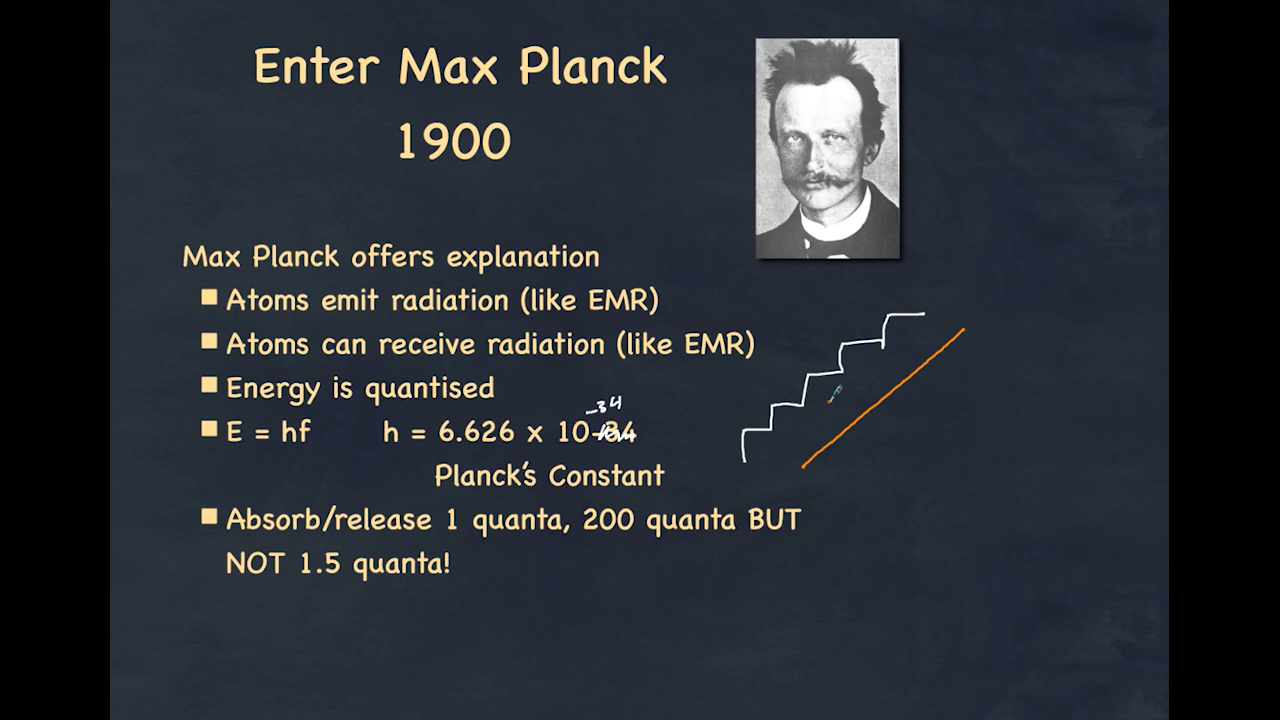 Enter Max Planck
1900
Max Planck offers explanation
■ Atoms emit radiation (like EMR)
■ Atoms can receive radiation (like EMR)
■ Energy is quantised
-34
■ E = hf h = 6.626 x 10-34
Planck's Constant
■ Absorb/release 1 quanta, 200 quanta BUT
NOT 1.5 quanta!